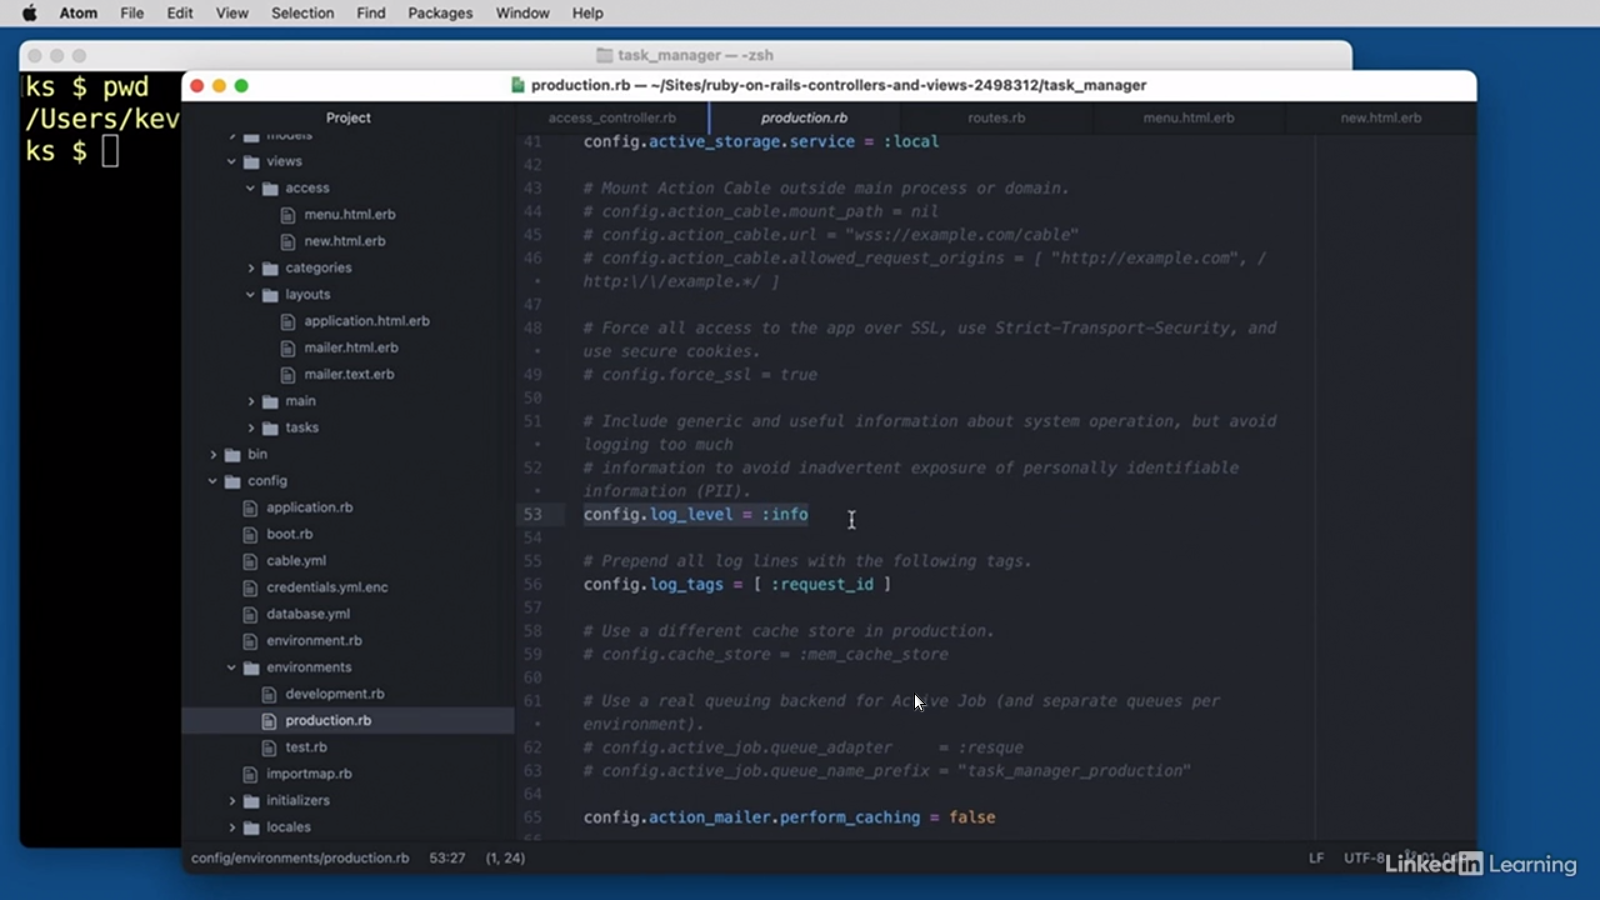 Atom File Edit View Selection Find Packages Window Help
task_manager — -zsh
ks $ pwd
/Users/kev
ks $
production.rb — ~/Sites/ruby-on-rails-controllers-and-views-2498312/task_manager
Project
models
views
access
menu.html.erb
new.html.erb
categories
layouts
application.html.erb
mailer.html.erb
mailer.text.erb
main
tasks
bin
config
application.rb
boot.rb
cable.yml
credentials.yml.enc
database.yml
environment.rb
environments
development.rb
production.rb
test.rb
importmap.rb
initializers
locales
access_controller.rb production.rb routes.rb menu.html.erb new.html.erb
41 config.active_storage.service = :local
42
43 # Mount Action Cable outside main process or domain.
44 # config.action_cable.mount_path = nil
45 # config.action_cable.url = "wss://example.com/cable"
46 # config.action_cable.allowed_request_origins = [ "http://example.com", /
• http:\/\/example.*/ ]
47
48 # Force all access to the app over SSL, use Strict-Transport-Security, and
• use secure cookies.
49 # config.force_ssl = true
50
51 # Include generic and useful information about system operation, but avoid
• logging too much
52 # information to avoid inadvertent exposure of personally identifiable
• information (PII).
53 config.log_level = :info
54
55 # Prepend all log lines with the following tags.
56 config.log_tags = [ :request_id ]
57
58 # Use a different cache store in production.
59 # config.cache_store = :mem_cache_store
60
61 # Use a real queuing backend for Active Job (and separate queues per
• environment).
62 # config.active_job.queue_adapter     = :resque
63 # config.active_job.queue_name_prefix = "task_manager_production"
64
65 config.action_mailer.perform_caching = false
66
config/environments/production.rb 53:27 (1, 24) LF UTF-8
LinkedIn Learning